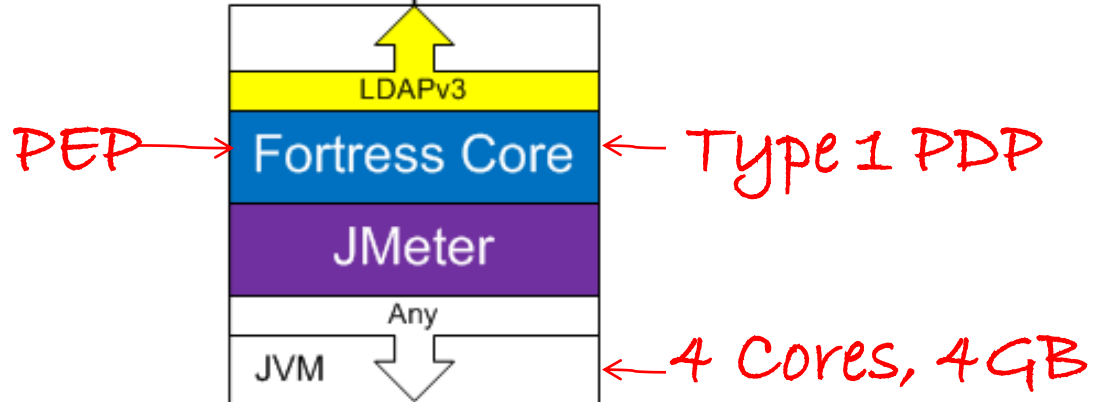 LDAPv3
PEP
Fortress Core
Type 1 PDP
JMeter
Any
JVM
4 Cores, 4GB